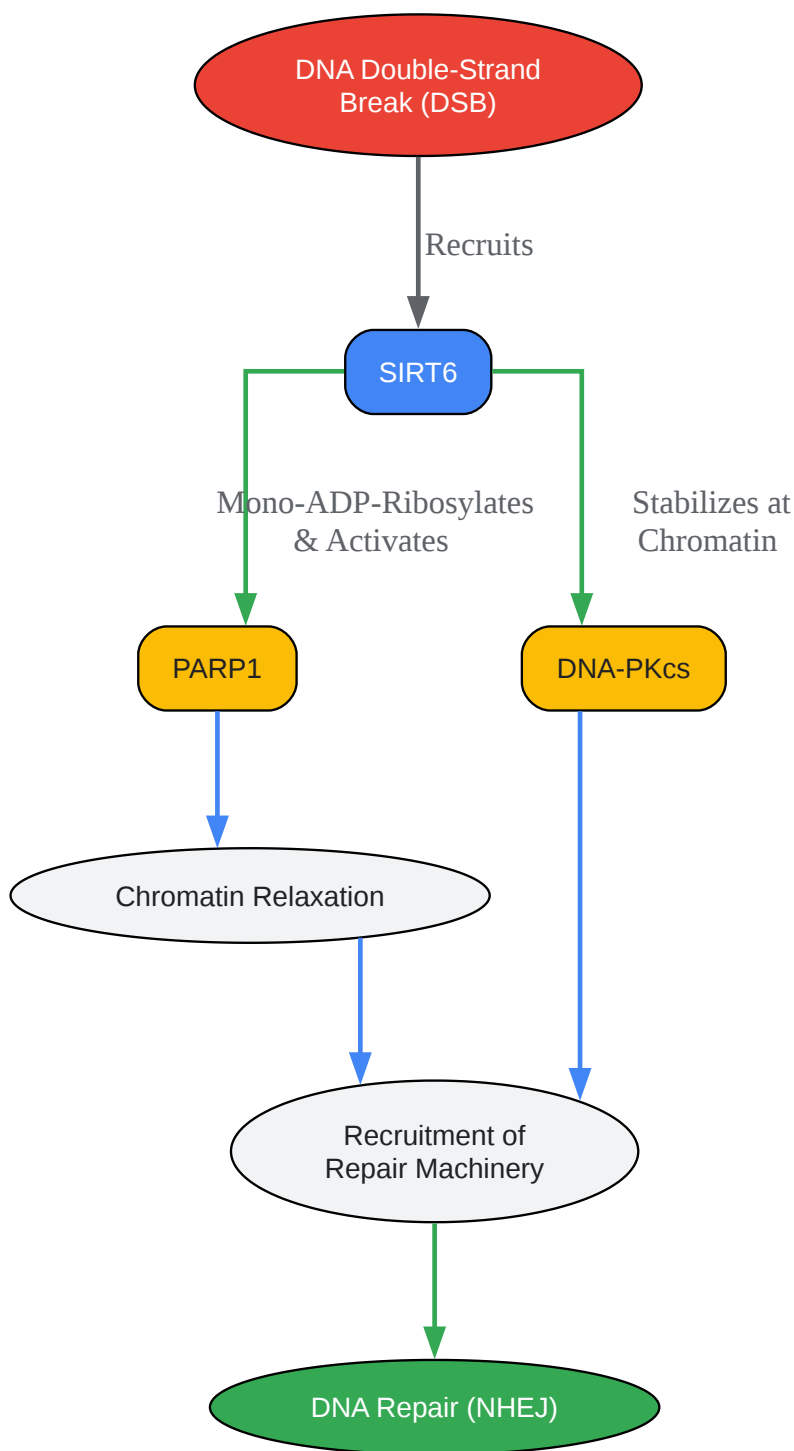 DNA Double-Strand
Break (DSB)
Recruits
SIRT6
Mono-ADP-Ribosylates
& Activates
Stabilizes at
Chromatin
PARP1
DNA-PKcs
Chromatin Relaxation
Recruitment of
Repair Machinery
DNA Repair (NHEJ)